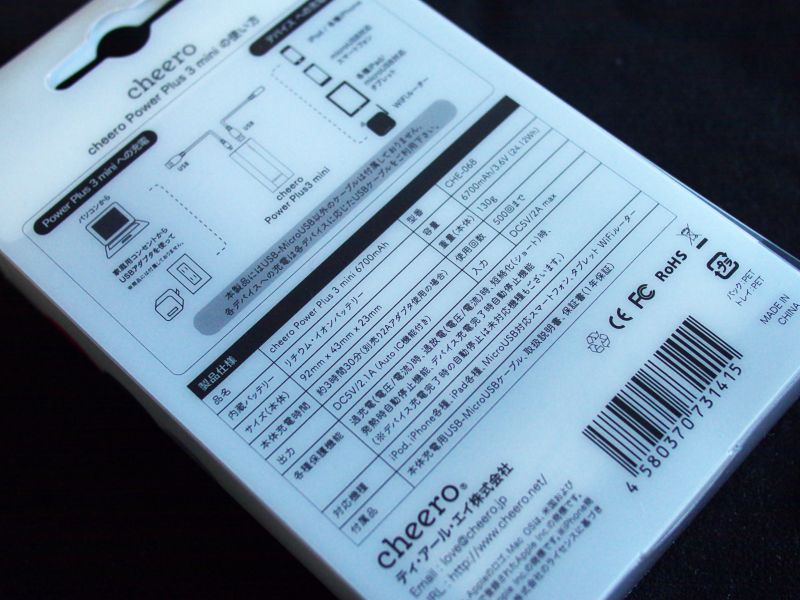 cheero
cheero Power Plus 3 mini の使い方
Power Plus 3 mini への充電
パソコンから
家庭用コンセントから
USBアダプタを使って
USB
USB
cheero
Power Plus3 mini
デバイスへの充電
iPod / 各種iPhone
microUSB対応
スマートフォン
各種iPad
microUSB対応
タブレット
WiFiルーター
本製品にはUSB-MicroUSB以外のケーブルは付属しておりません。
各デバイスへの充電は各デバイスに応じたUSBケーブルをご利用下さい。
製品仕様
品名 cheero Power Plus 3 mini 6700mAh 型番 CHE-068
内蔵バッテリー リチウム・イオンバッテリー 容量 6700mAh/3.6V (24.12Wh)
サイズ(本体) 92mm x 43mm x 23mm 重量(本体) 130g
本体充電時間 約3時間30分(別売り2Aアダプタ使用の場合) 使用回数 500回まで
出力 DC5V/2.1A (Auto IC機能付き) 入力 DC5V/2A max
各種保護機能 過充電(電圧/電流)時、過放電(電圧/電流)時、短絡化(ショート)時、
発熱時自動停止機能、デバイス充電完了時自動停止機能
(※デバイス充電完了時の自動停止は未対応機種もございます。)
対応機種 iPod、iPhone各種、iPad各種、MicroUSB対応スマートフォン、タブレット WiFiルーター
付属品 本体充電用USB-MicroUSBケーブル、取扱説明書、保証書(1年保証)
cheero®
ティ・アール・エイ株式会社
Email : love@cheero.jp
URL : http://www.cheero.net/
CE FC RoHS
パック:PET
トレイ:PET
MADE IN
CHINA
4 580370 731415